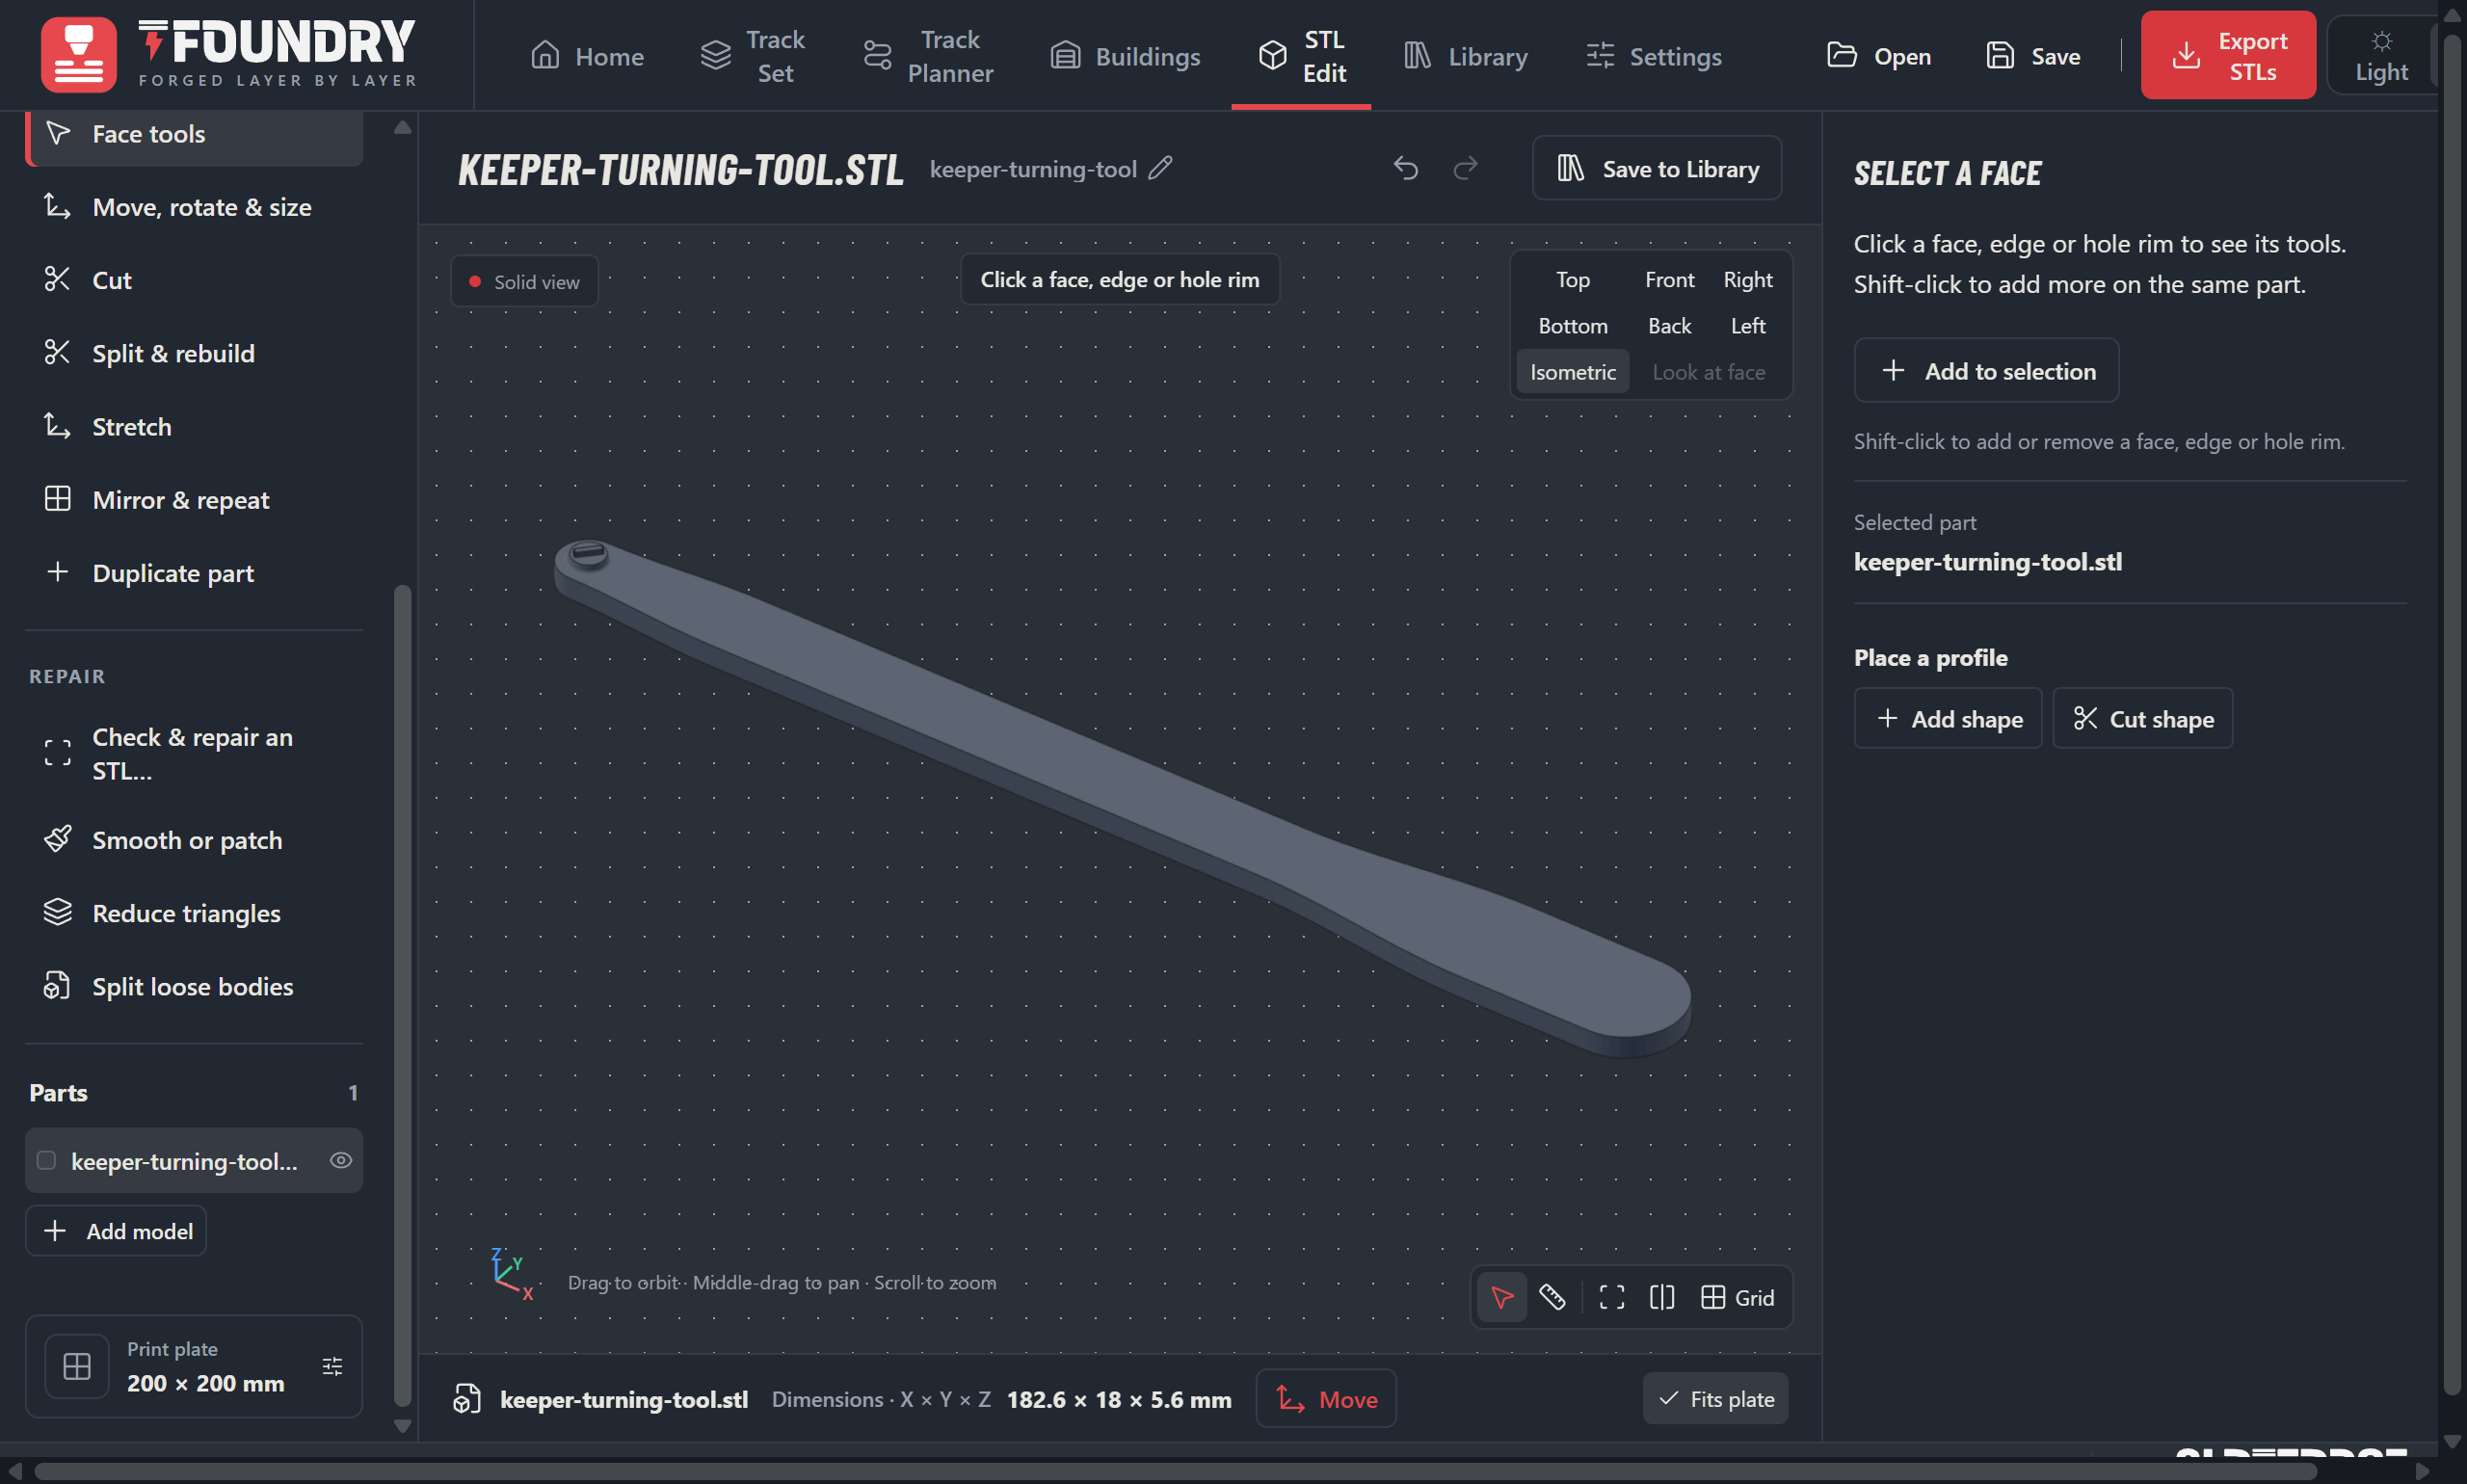 FOUNDRY
FORGED LAYER BY LAYER
Home
Track
Set
Track
Planner
Buildings
STL
Edit
Library
Settings
Open
Save
Export
STLs
Light
Face tools
Move, rotate & size
Cut
Split & rebuild
Stretch
Mirror & repeat
Duplicate part
REPAIR
Check & repair an
STL...
Smooth or patch
Reduce triangles
Split loose bodies
Parts 1
keeper-turning-tool...
Add model
Print plate
200 × 200 mm
KEEPER-TURNING-TOOL.STL keeper-turning-tool
Save to Library
Solid view
Click a face, edge or hole rim
Top Front Right
Bottom Back Left
Isometric Look at face
Z
Y
X
Drag to orbit · Middle-drag to pan · Scroll to zoom
Grid
keeper-turning-tool.stl Dimensions · X × Y × Z 182.6 × 18 × 5.6 mm
Move
Fits plate
SELECT A FACE
Click a face, edge or hole rim to see its tools.
Shift-click to add more on the same part.
Add to selection
Shift-click to add or remove a face, edge or hole rim.
Selected part
keeper-turning-tool.stl
Place a profile
Add shape
Cut shape